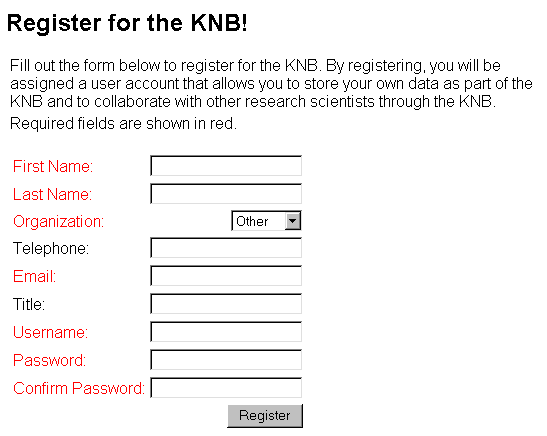 Register for the KNB!
Fill out the form below to register for the KNB. By registering, you will be
assigned a user account that allows you to store your own data as part of the
KNB and to collaborate with other research scientists through the KNB.
Required fields are shown in red.
First Name:
Last Name:
Organization: Other
Telephone:
Email:
Title:
Username:
Password:
Confirm Password:
Register